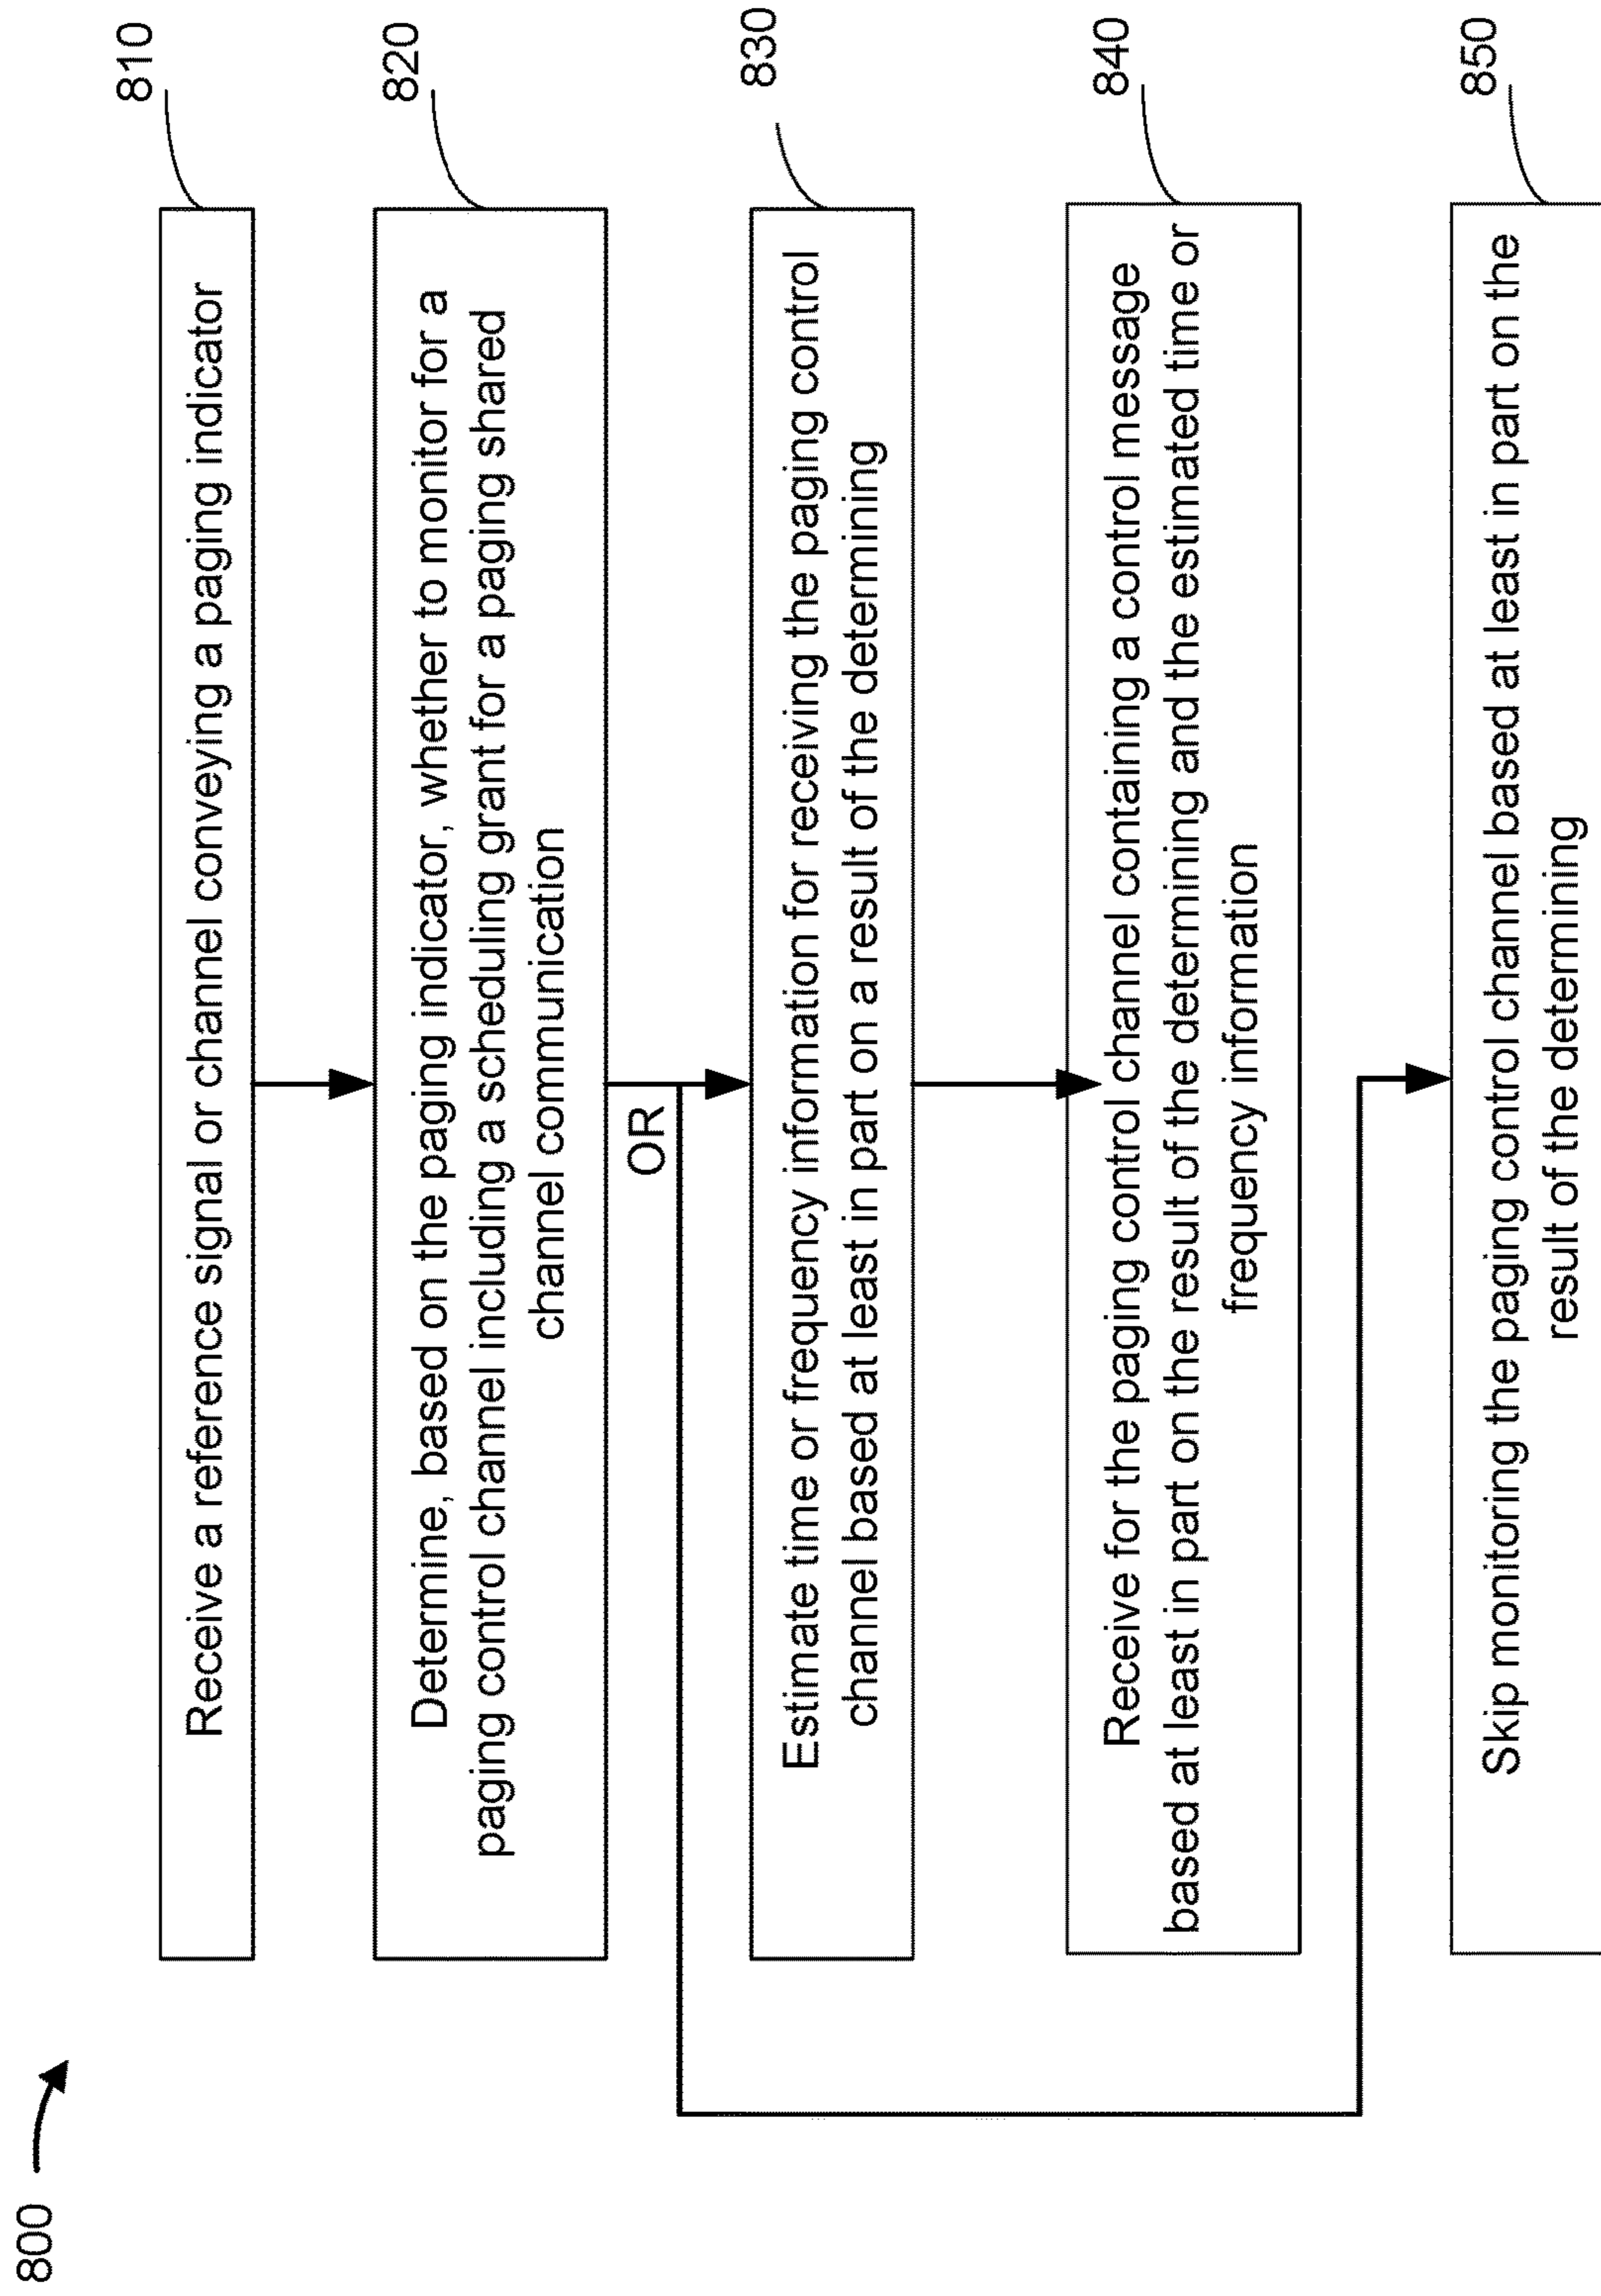 800
810
Receive a reference signal or channel conveying a paging indicator
820
Determine, based on the paging indicator, whether to monitor for a
paging control channel including a scheduling grant for a paging shared
channel communication
OR
830
Estimate time or frequency information for receiving the paging control
channel based at least in part on a result of the determining
840
Receive for the paging control channel containing a control message
based at least in part on the result of the determining and the estimated time or
frequency information
850
Skip monitoring the paging control channel based at least in part on the
result of the determining